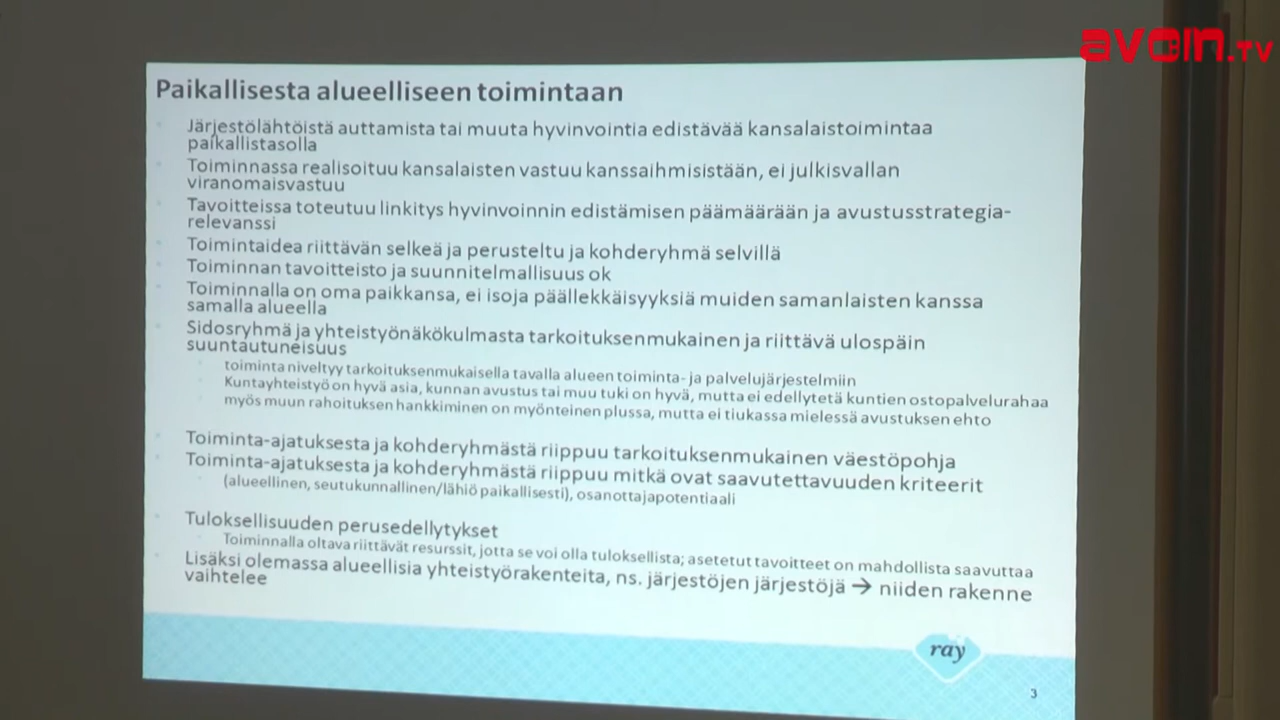 avoin.TV
Paikallisesta alueelliseen toimintaan
Järjestölähtöistä auttamista tai muuta hyvinvointia edistävää kansalaistoimintaa
paikallistasolla
Toiminnassa realisoituu kansalaisten vastuu kanssaihmisistään, ei julkisvallan
viranomaisvastuu
Tavoitteissa toteutuu linkitys hyvinvoinnin edistämisen päämäärään ja avustusstrategia-
relevanssi
Toimintaidea riittävän selkeä ja perusteltu ja kohderyhmä selvillä
Toiminnan tavoitteisto ja suunnitelmallisuus ok
Toiminnalla on oma paikkansa, ei isoja päällekkäisyyksiä muiden samanlaisten kanssa
samalla alueella
Sidosryhmä ja yhteistyönäkökulmasta tarkoituksenmukainen ja riittävä ulospäin
suuntautuneisuus
toiminta niveltyy tarkoituksenmukaisella tavalla alueen toiminta- ja palvelujärjestelmiin
Kuntayhteistyö on hyvä asia, kunnan avustus tai muu tuki on hyvä, mutta ei edellytetä kuntien ostopalvelurahaa
myös muun rahoituksen hankkiminen on myönteinen plussa, mutta ei tiukassa mielessä avustuksen ehto
Toiminta-ajatuksesta ja kohderyhmästä riippuu tarkoituksenmukainen väestöpohja
Toiminta-ajatuksesta ja kohderyhmästä riippuu mitkä ovat saavutettavuuden kriteerit
(alueellinen, seutukunnallinen/lähiö paikallisesti), osanottajapotentiaali
Tuloksellisuuden perusedellytykset
Toiminnalla oltava riittävät resurssit, jotta se voi olla tuloksellista; asetetut tavoitteet on mahdollista saavuttaa
Lisäksi olemassa alueellisia yhteistyörakenteita, ns. järjestöjen järjestöjä → niiden rakenne
vaihtelee
ray
3